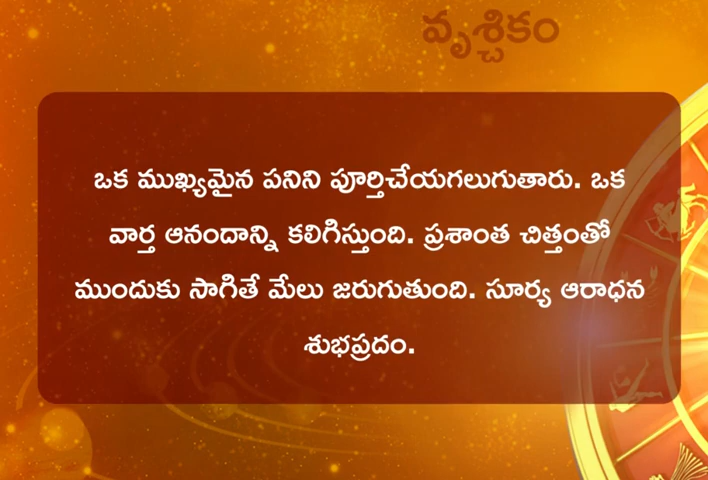 వృశ్చికం
ఒక ముఖ్యమైన పనిని పూర్తిచేయగలుగుతారు. ఒక
వార్త ఆనందాన్ని కలిగిస్తుంది. ప్రశాంత చిత్తంతో
ముందుకు సాగితే మేలు జరుగుతుంది. సూర్య ఆరాధన
శుభప్రదం.